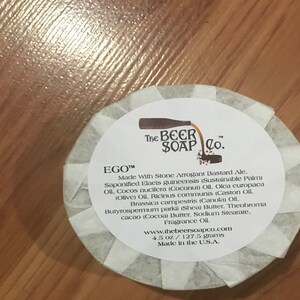 THE BEER SOAP CO.™
EGO™
Made With Stone Arrogant Bastard Ale,
Saponified Elaeis guineensis (Sustainable Palm)
Oil, Cocos nucifera (Coconut) Oil, Olea europaea
(Olive) Oil, Ricinus communis (Castor) Oil,
Brassica campestris (Canola) Oil,
Butyrospermum parkii (Shea) Butter, Theobroma
cacao (Cocoa) Butter, Sodium Stearate,
Fragrance Oil.
www.thebeersoapco.com
4.5 oz / 127.5 grams
Made in the U.S.A.